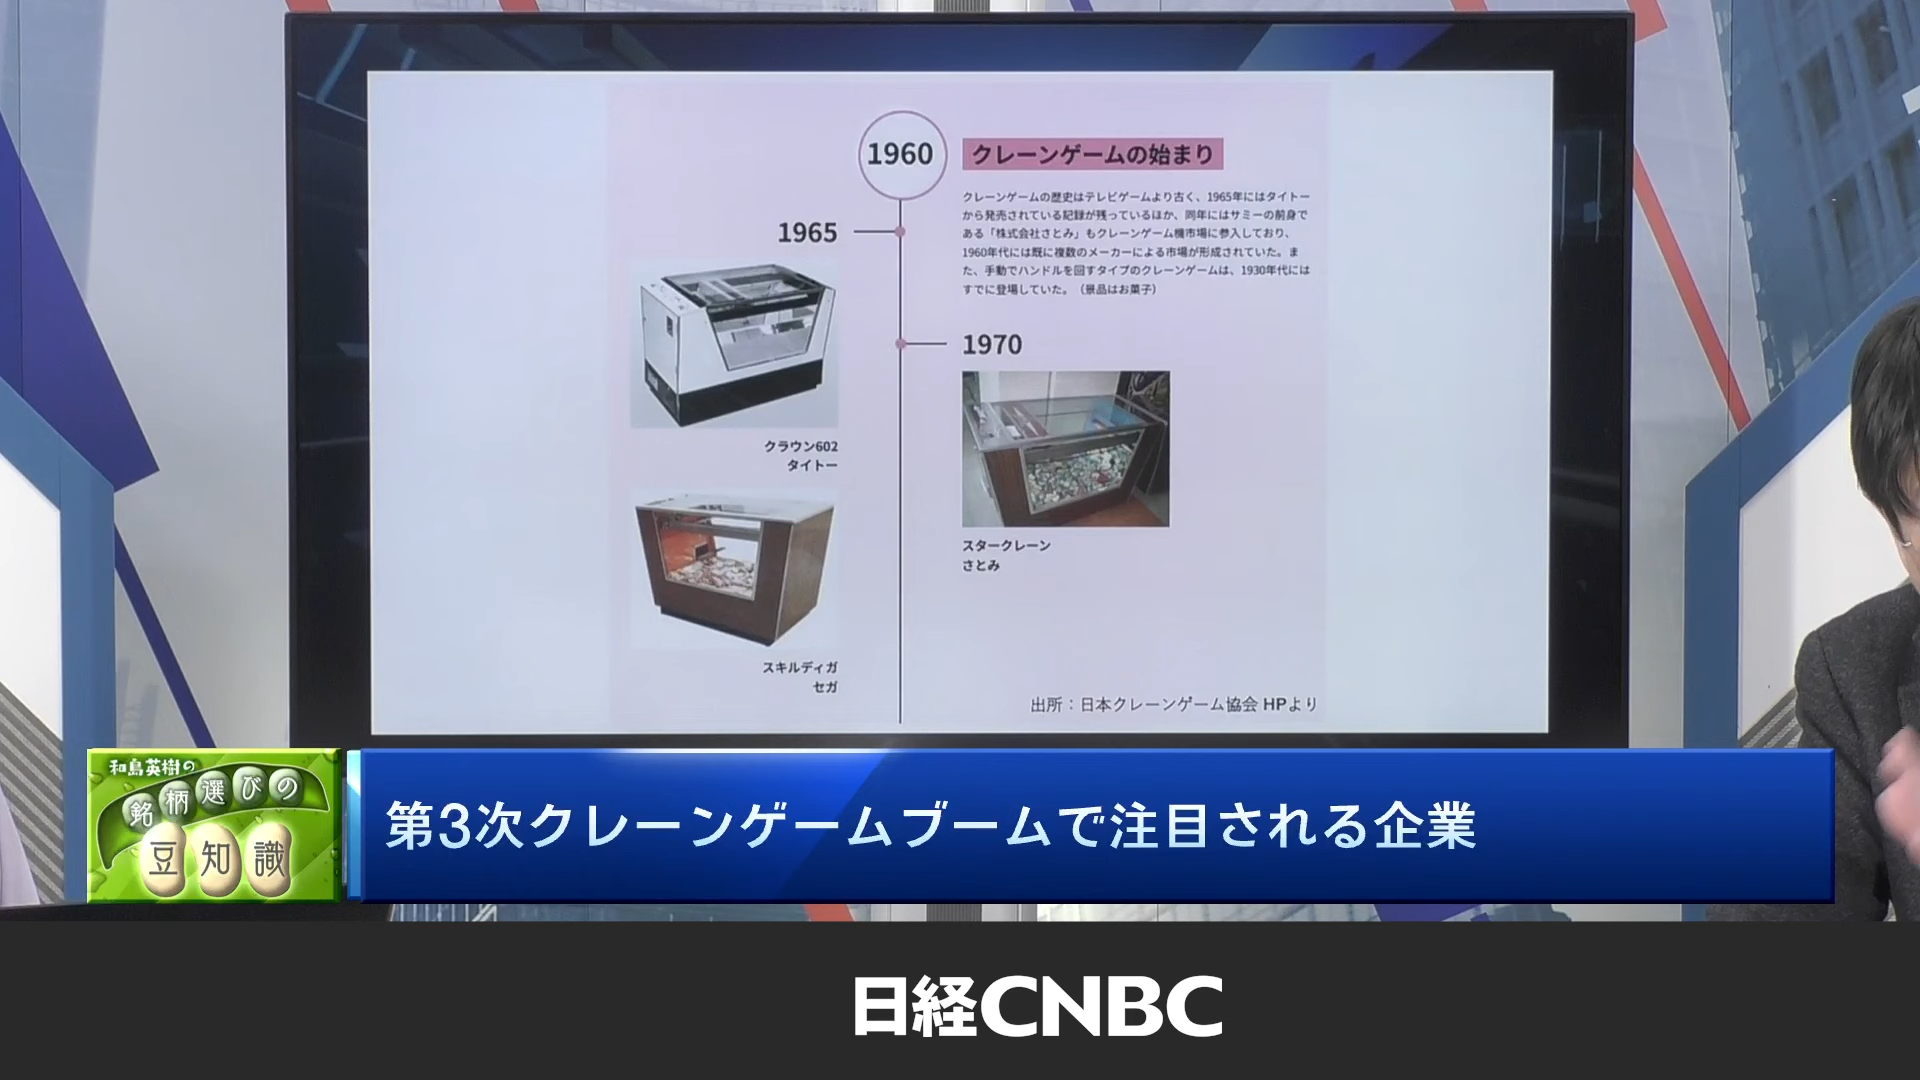 1960
クレーンゲームの始まり
クレーンゲームの歴史はテレビゲームより古く、1965年にはタイトー
から発売されている記録が残っているほか、同年にはサミーの前身で
ある「株式会社さとみ」もクレーンゲーム機市場に参入しており、
1960年代には既に複数のメーカーによる市場が形成されていた。ま
た、手動でハンドルを回すタイプのクレーンゲームは、1930年代には
すでに登場していた。（景品はお菓子）
1965
クラウン602
タイトー
スキルディガ
セガ
1970
スタークレーン
さとみ
出所：日本クレーンゲーム協会 HPより
和島英樹の
銘柄選びの
豆知識
第3次クレーンゲームブームで注目される企業
日経CNBC